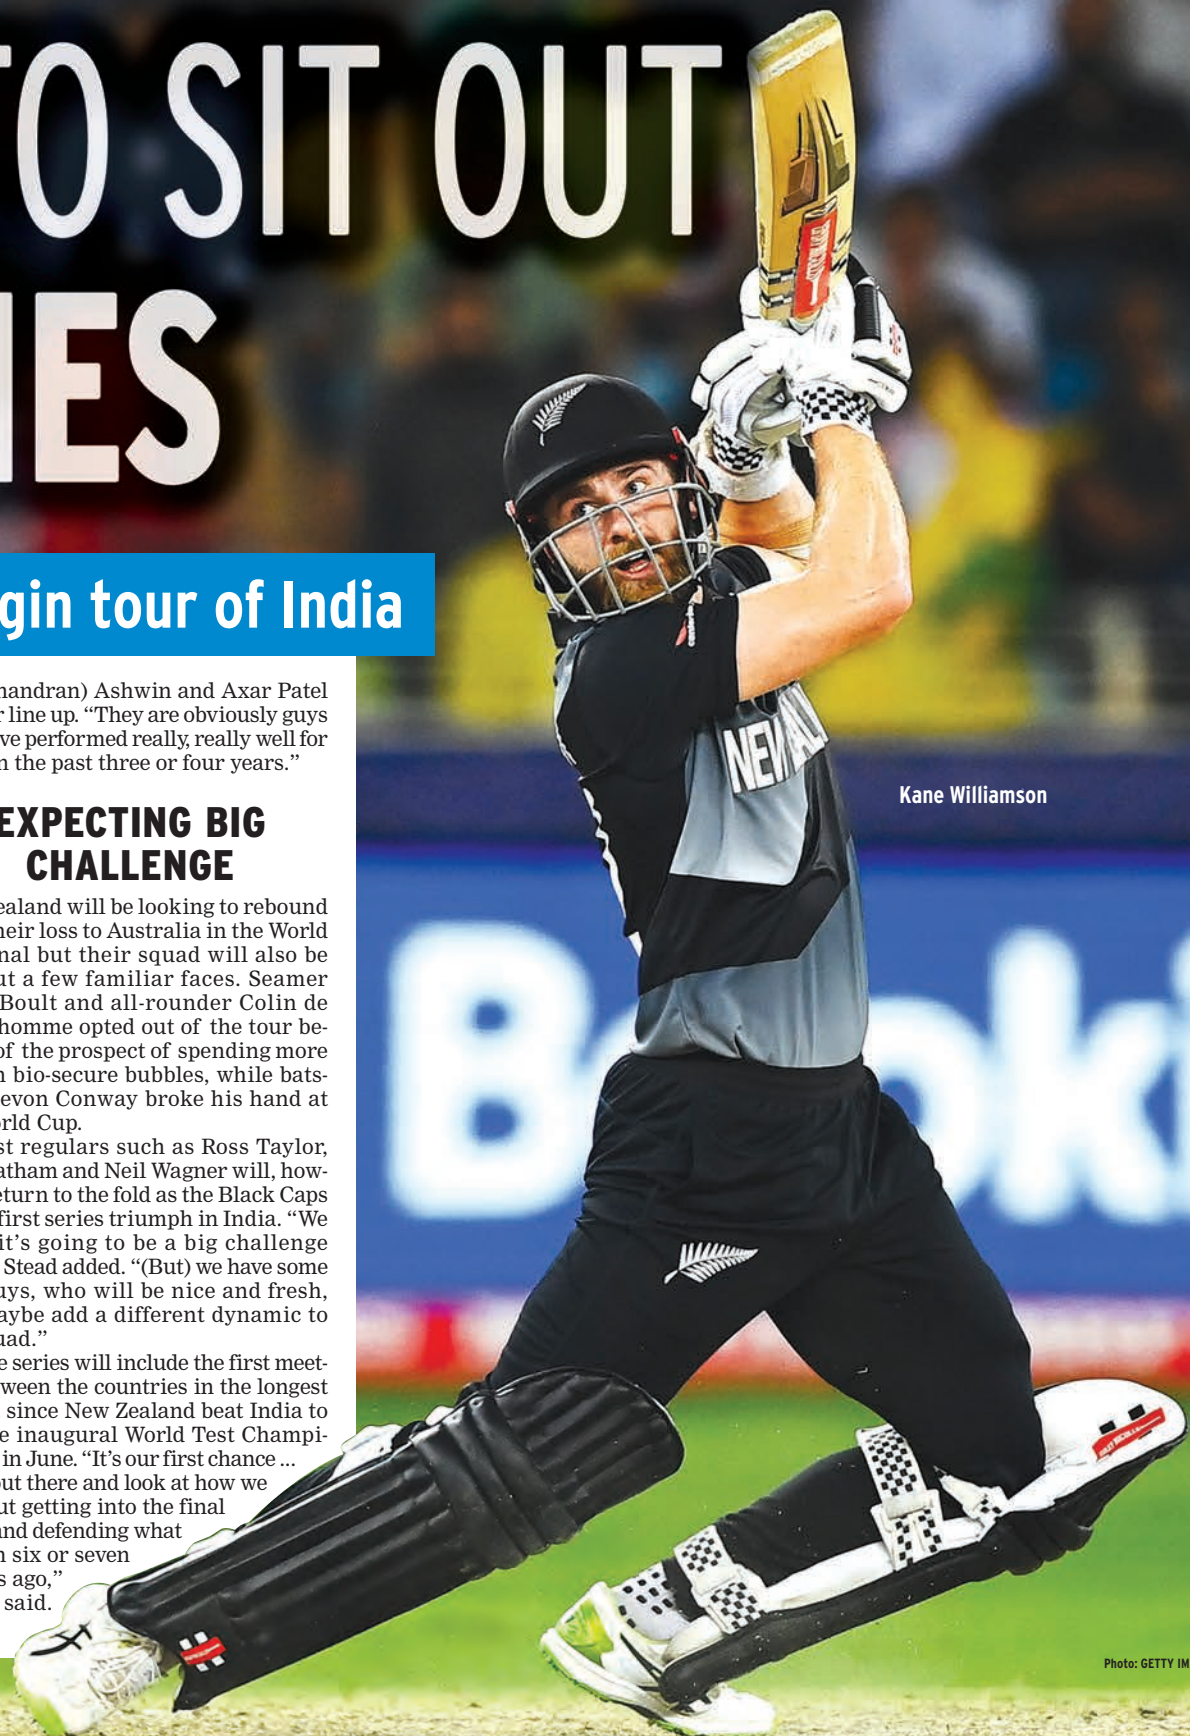 TO SIT OUT
IES
gin tour of India
handran) Ashwin and Axar Patel
r line up. “They are obviously guys
ve performed really, really well for
n the past three or four years.”
EXPECTING BIG
CHALLENGE
ealand will be looking to rebound
heir loss to Australia in the World
nal but their squad will also be
ut a few familiar faces. Seamer
Boult and all-rounder Colin de
homme opted out of the tour be-
of the prospect of spending more
n bio-secure bubbles, while bats-
evon Conway broke his hand at
orld Cup.
st regulars such as Ross Taylor,
atham and Neil Wagner will, how-
eturn to the fold as the Black Caps
first series triumph in India. “We
it’s going to be a big challenge
Stead added. “(But) we have some
uys, who will be nice and fresh,
aybe add a different dynamic to
uad.”
e series will include the first meet-
ween the countries in the longest
since New Zealand beat India to
e inaugural World Test Champi-
in June. “It’s our first chance ...
out there and look at how we
ut getting into the final
and defending what
n six or seven
s ago,”
said.
Kane Williamson
Photo: GETTY IM